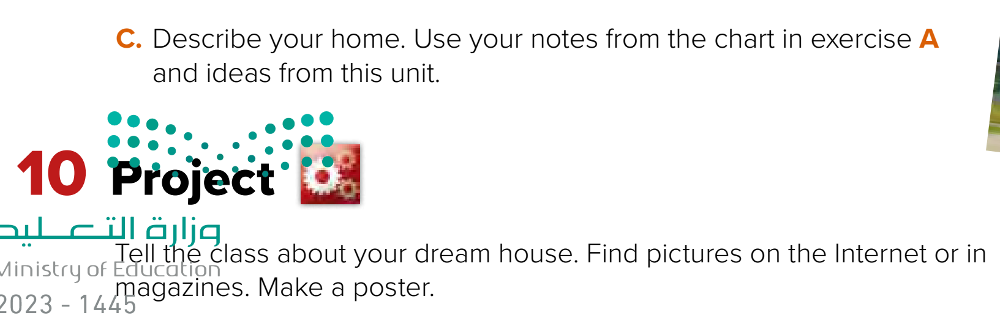 C. Describe your home. Use your notes from the chart in exercise A
and ideas from this unit.
10 Project
وزارة التعليم
Tell the class about your dream house. Find pictures on the Internet or in
Ministry of Education
magazines. Make a poster.
2023 - 1445